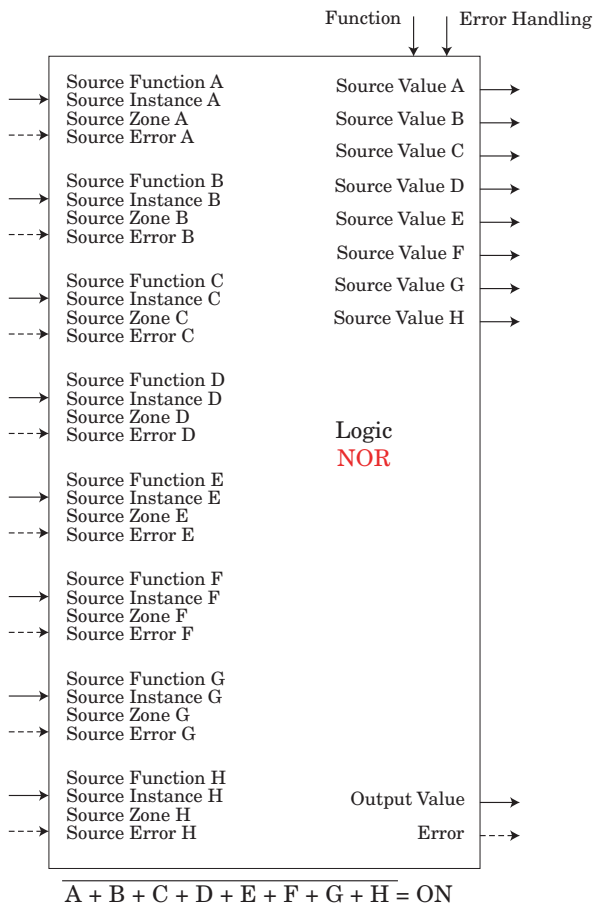 Function
Error Handling
Source Function A
Source Instance A
Source Zone A
Source Error A
Source Function B
Source Instance B
Source Zone B
Source Error B
Source Function C
Source Instance C
Source Zone C
Source Error C
Source Function D
Source Instance D
Source Zone D
Source Error D
Source Function E
Source Instance E
Source Zone E
Source Error E
Source Function F
Source Instance F
Source Zone F
Source Error F
Source Function G
Source Instance G
Source Zone G
Source Error G
Source Function H
Source Instance H
Source Zone H
Source Error H
Source Value A
Source Value B
Source Value C
Source Value D
Source Value E
Source Value F
Source Value G
Source Value H
Logic
NOR
Output Value
Error
A + B + C + D + E + F + G + H = ON